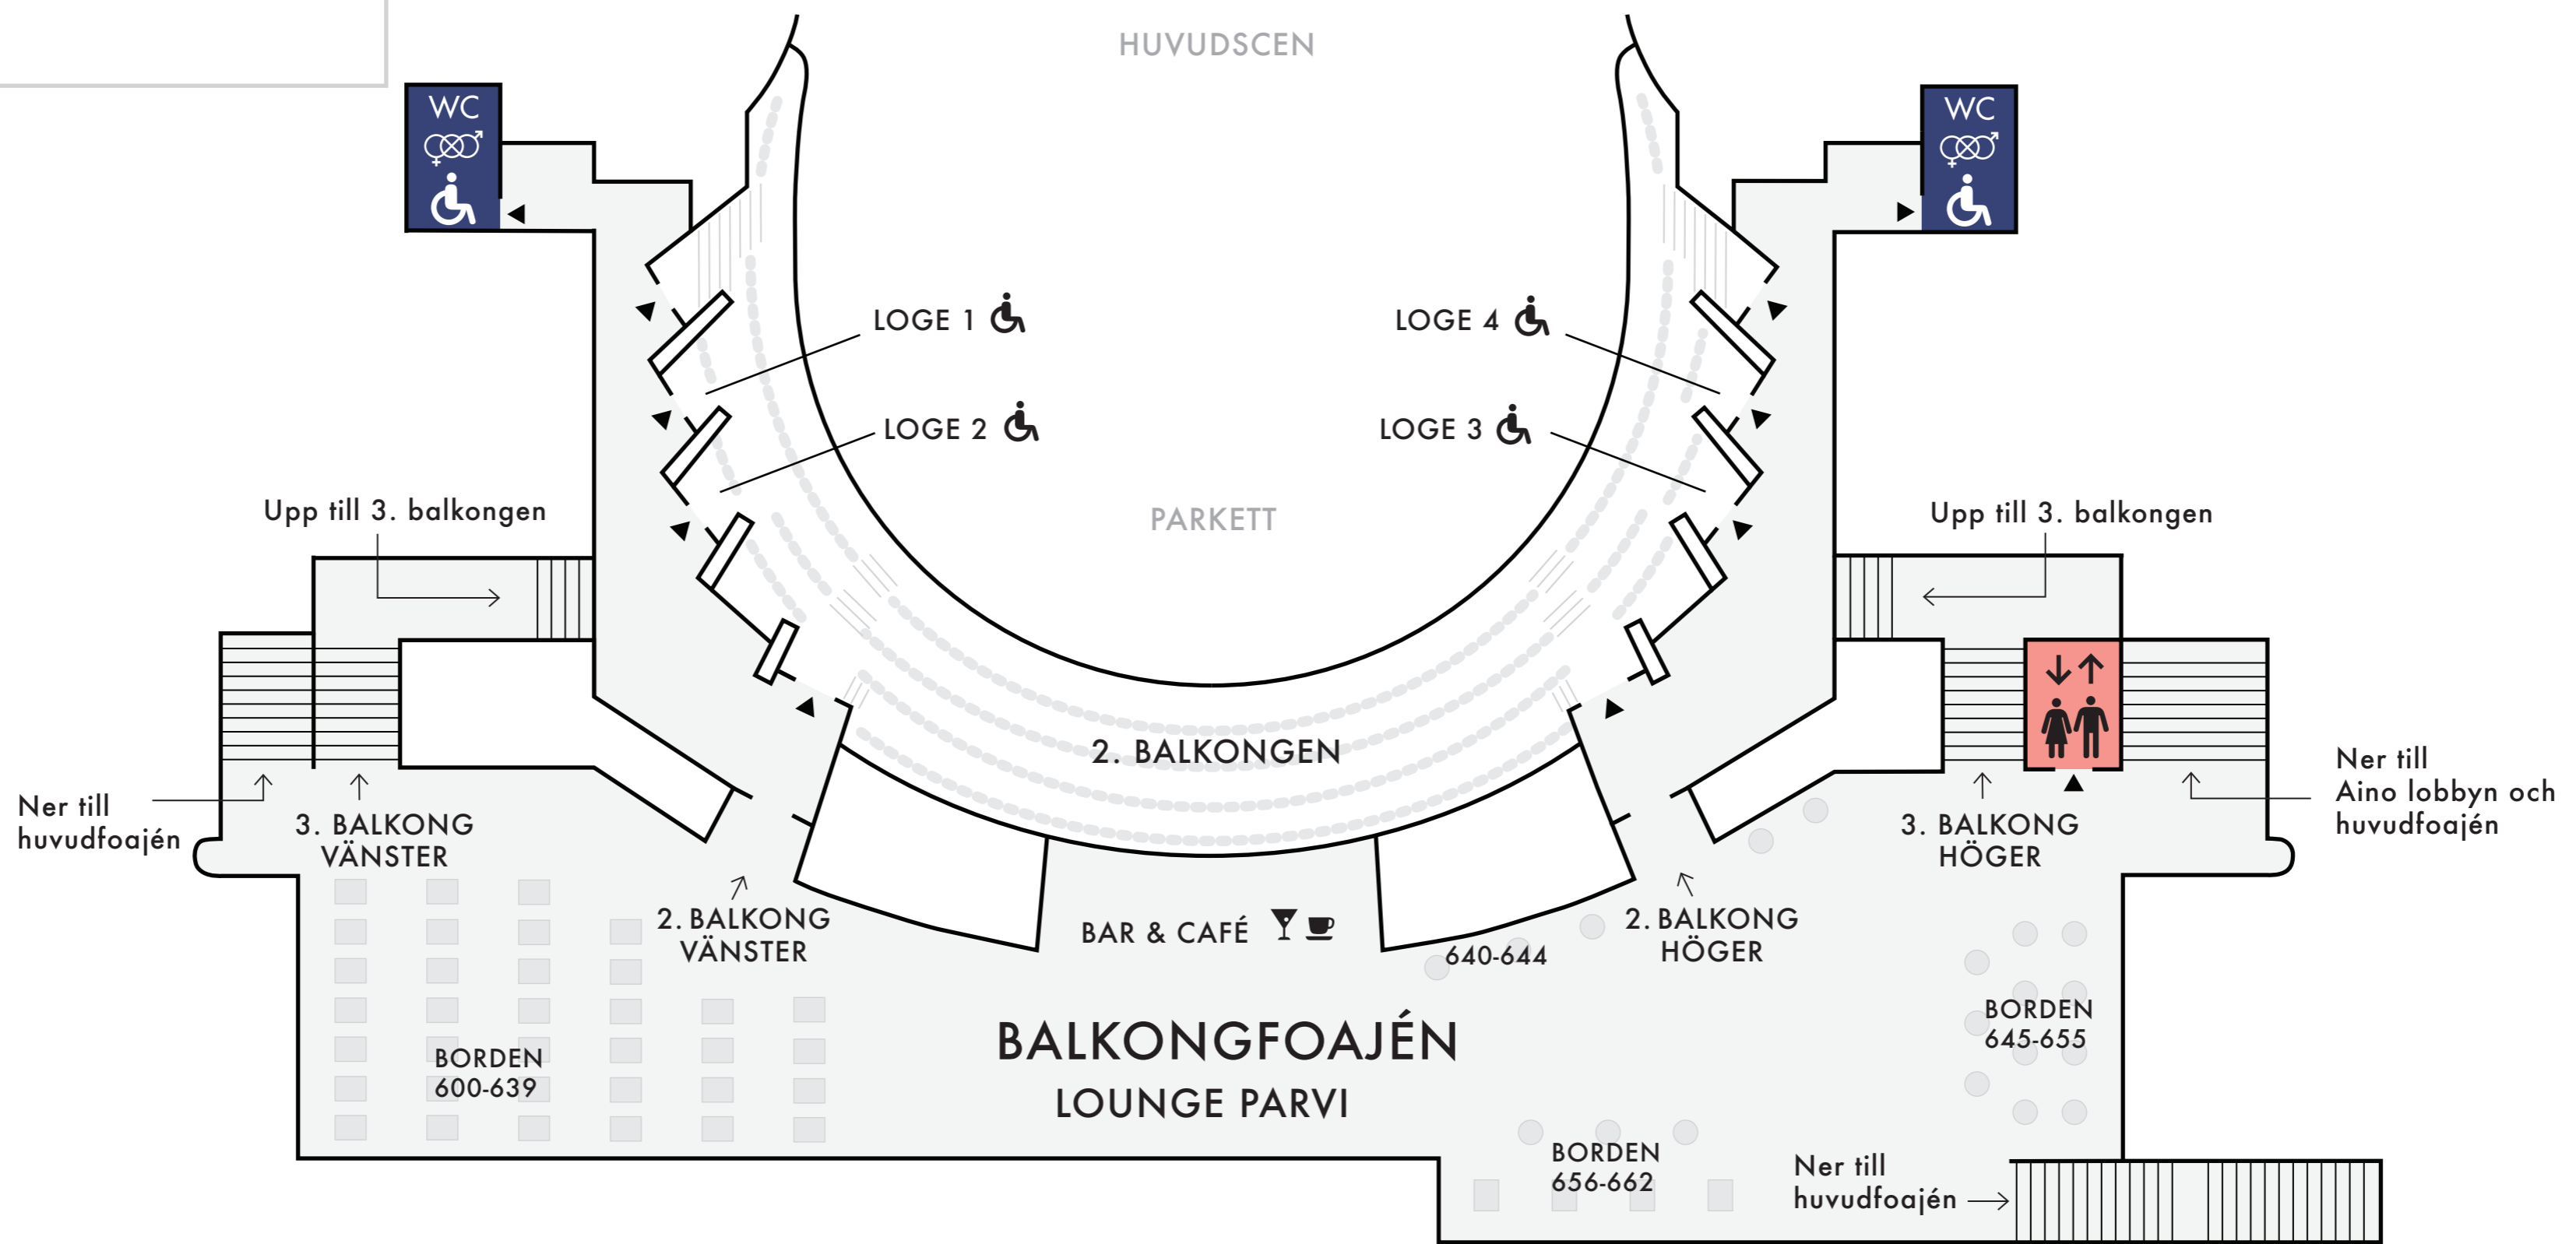 HUVUDSCEN
WC
WC
LOGE 1
LOGE 4
LOGE 2
LOGE 3
Upp till 3. balkongen
PARKETT
Upp till 3. balkongen
2. BALKONGEN
Ner till
huvudfoajén
3. BALKONG
VÄNSTER
3. BALKONG
HÖGER
Ner till
Aino lobbyn och
huvudfoajén
2. BALKONG
VÄNSTER
BAR & CAFÉ
640-644
2. BALKONG
HÖGER
BALKONGFOAJÉN
LOUNGE PARVI
BORDEN
600-639
BORDEN
645-655
BORDEN
656-662
Ner till
huvudfoajén